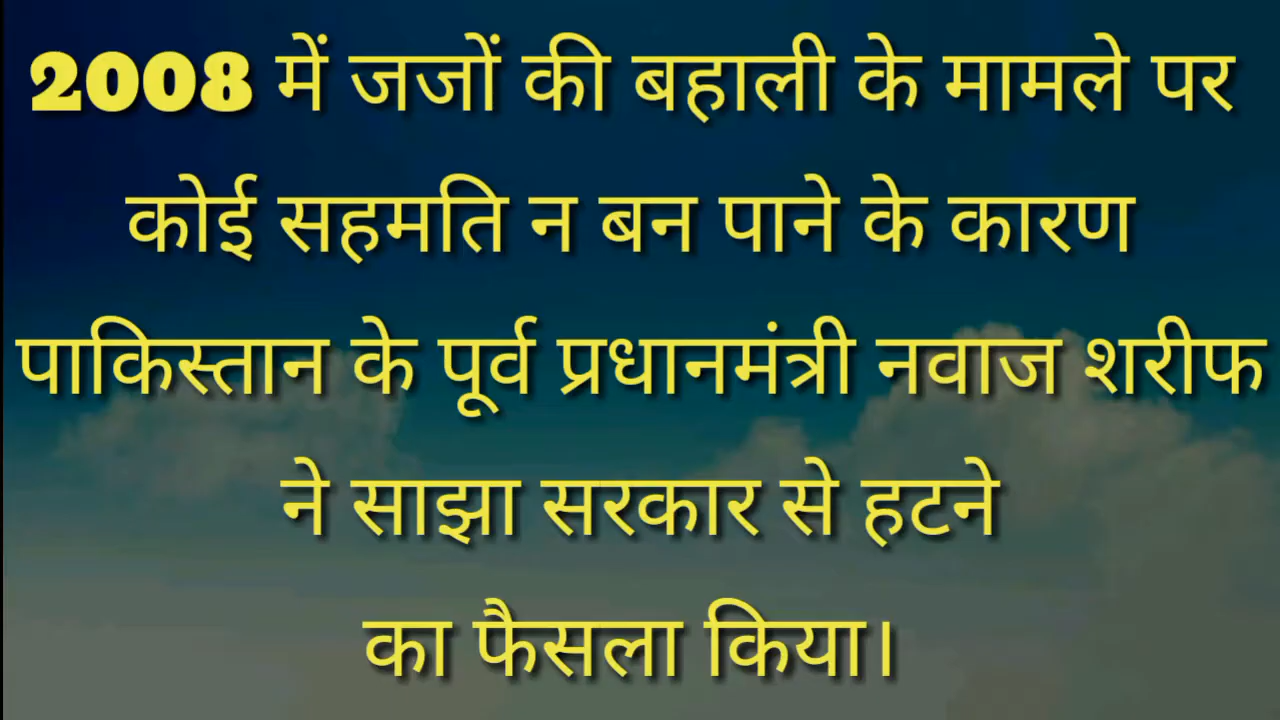 2008 में जजों की बहाली के मामले पर
कोई सहमति न बन पाने के कारण
पाकिस्तान के पूर्व प्रधानमंत्री नवाज शरीफ
ने साझा सरकार से हटने
का फैसला किया।